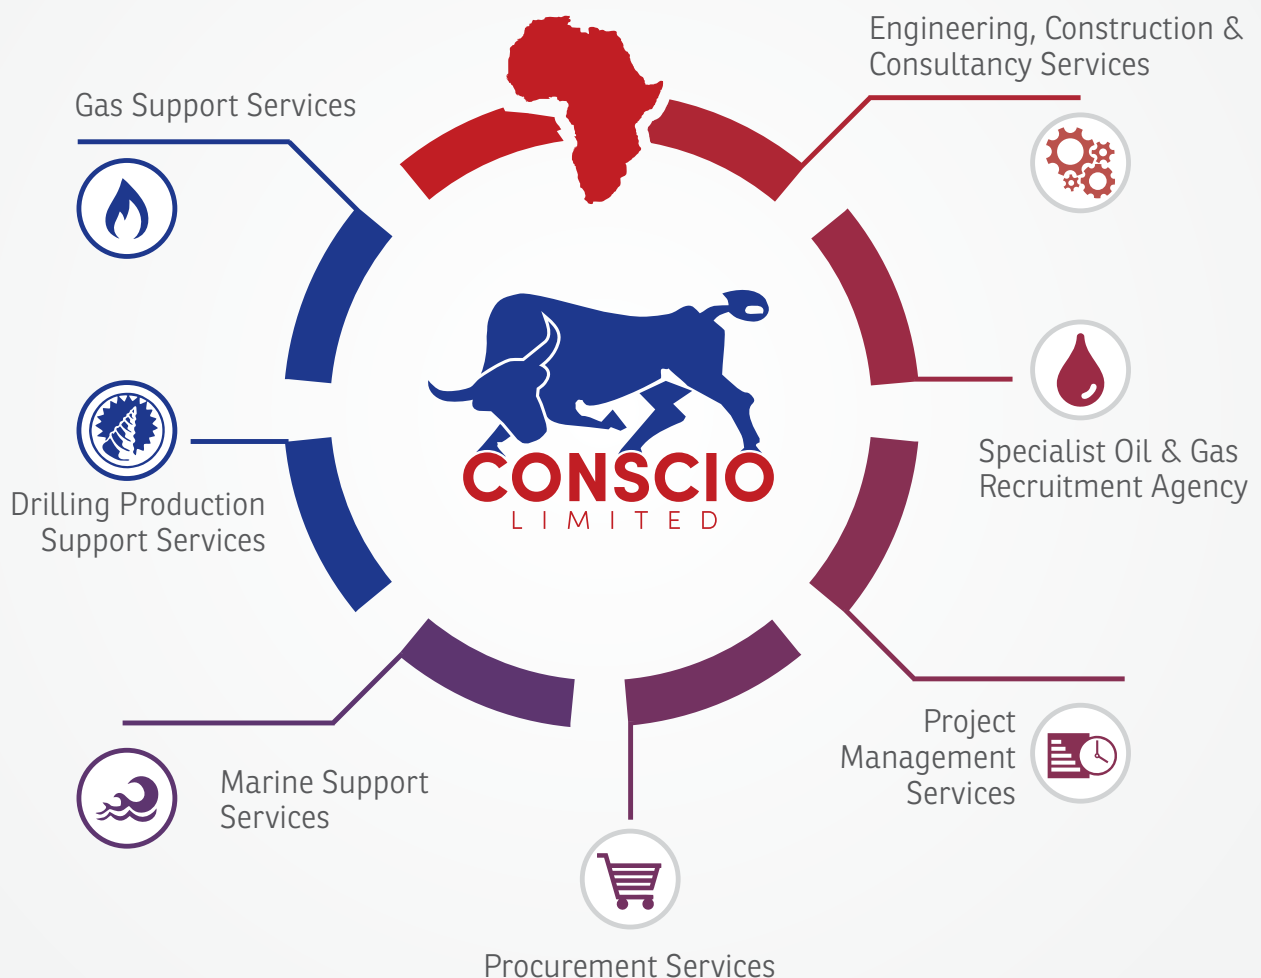 Engineering, Construction &
Consultancy Services
Gas Support Services
Specialist Oil & Gas
Recruitment Agency
Drilling Production
Support Services
CONSCIO
LIMITED
Project
Management
Services
Marine Support
Services
Procurement Services